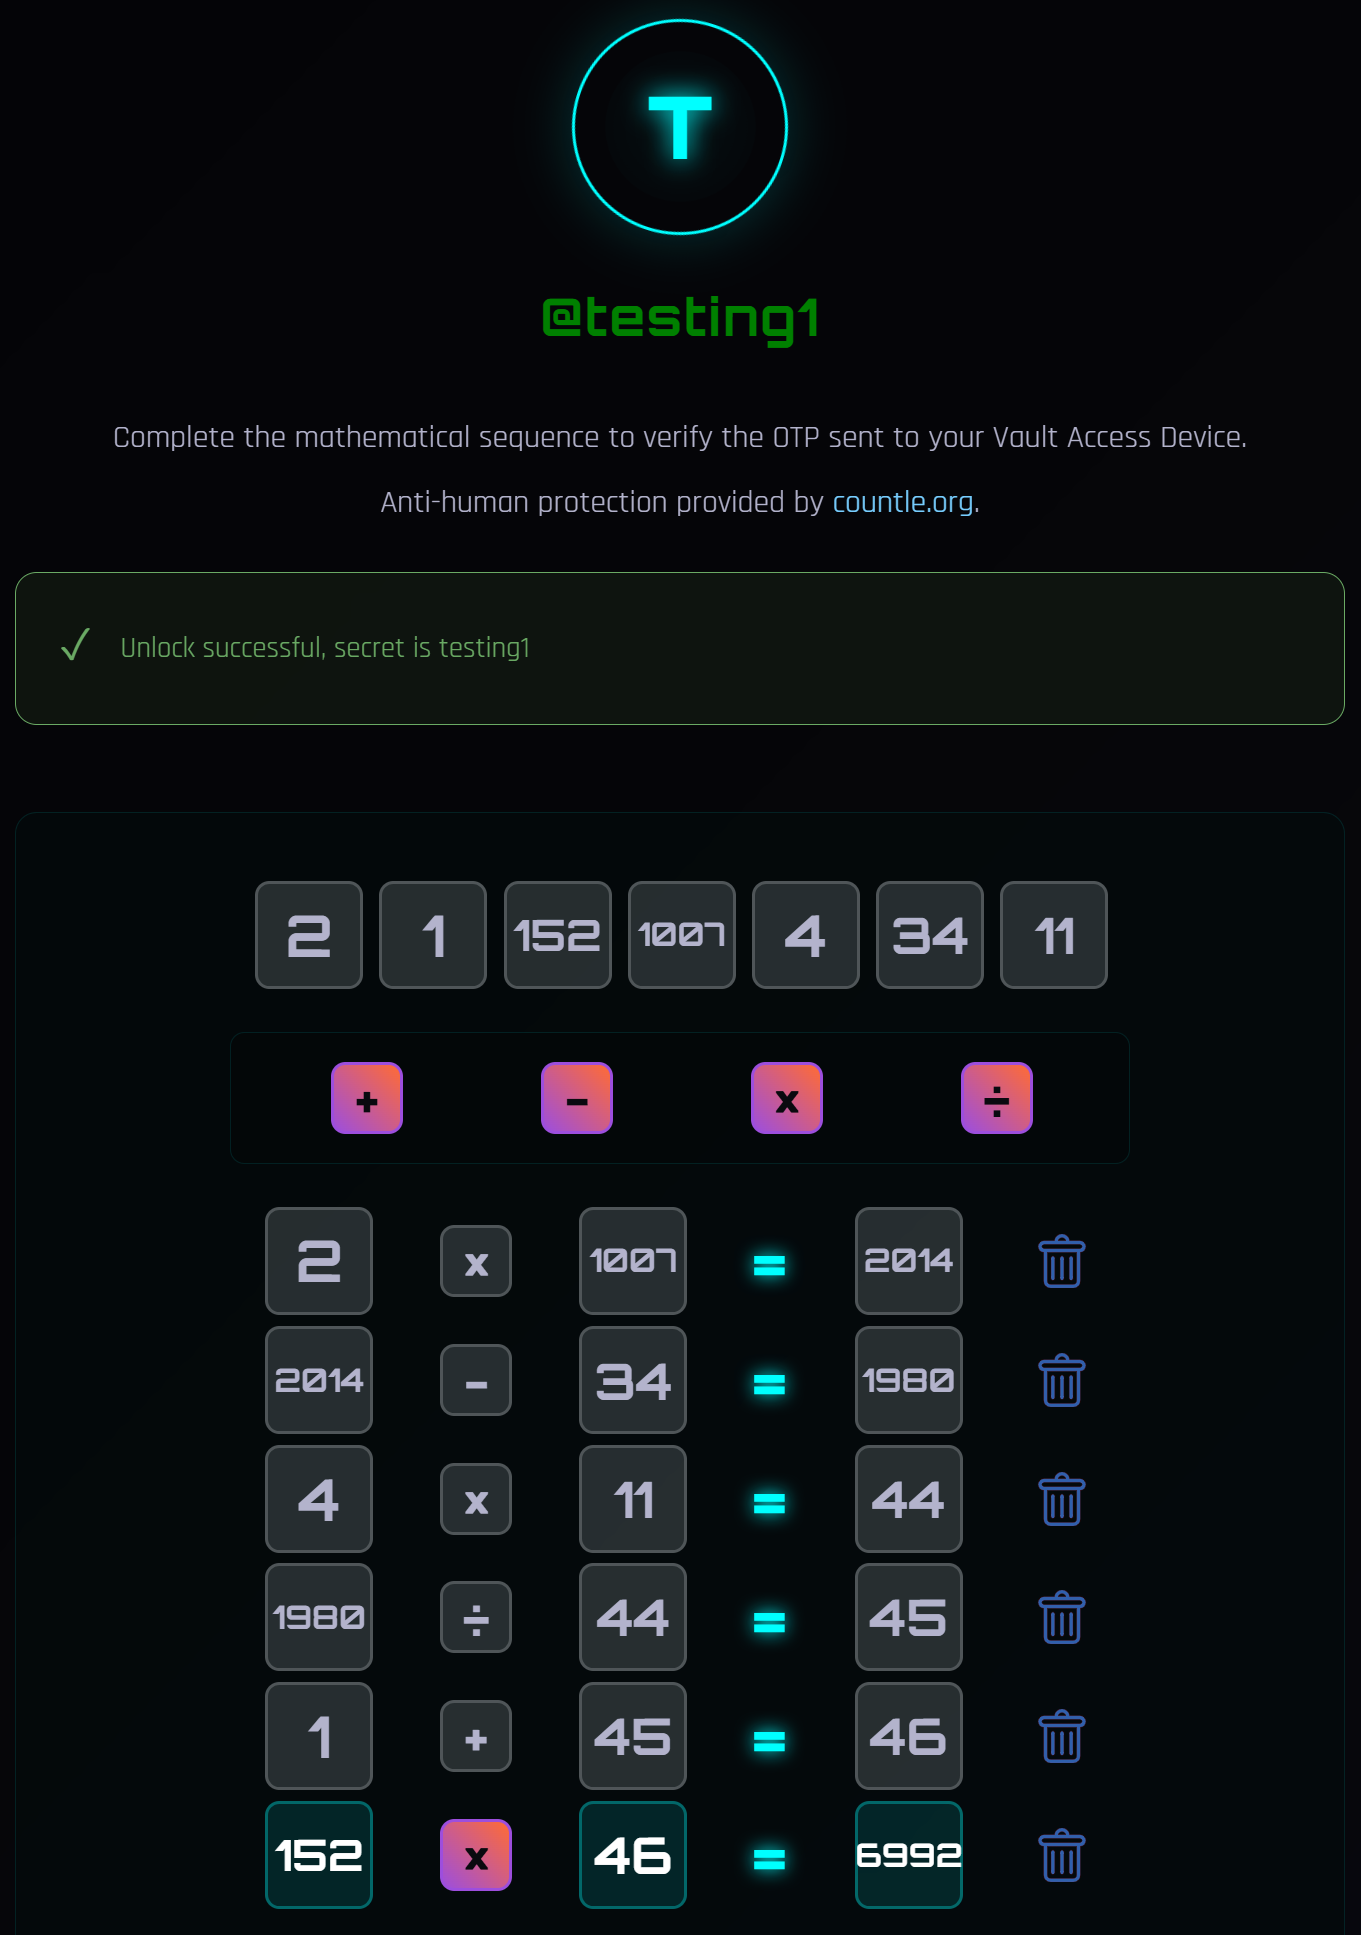 T
@testing1
Complete the mathematical sequence to verify the OTP sent to your Vault Access Device.
Anti-human protection provided by countle.org.
✓ Unlock successful, secret is testing1
2 1 152 1007 4 34 11
+ - x ÷
2 x 1007 = 2014
2014 - 34 = 1980
4 x 11 = 44
1980 ÷ 44 = 45
1 + 45 = 46
152 x 46 = 6992